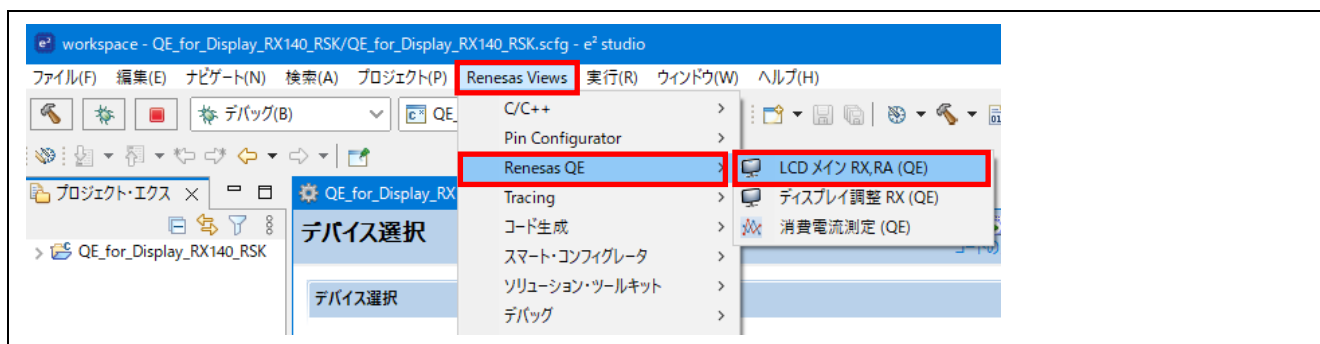 workspace - QE_for_Display_RX140_RSK/QE_for_Display_RX140_RSK.scfg - e² studio
ファイル(F) 編集(E) ナビゲート(N) 検索(A) プロジェクト(P) Renesas Views 実行(R) ウィンドウ(W) ヘルプ(H)
デバッグ(B) QE_
C/C++
Pin Configurator
Renesas QE
LCD メイン RX,RA (QE)
プロジェクト・エクス
QE_for_Display_RX
Tracing
ディスプレイ調整 RX (QE)
デバイス選択
コード生成
消費電流測定 (QE)
QE_for_Display_RX140_RSK
スマート・コンフィグレータ
ソリューション・ツールキット
デバイス選択
デバッグ